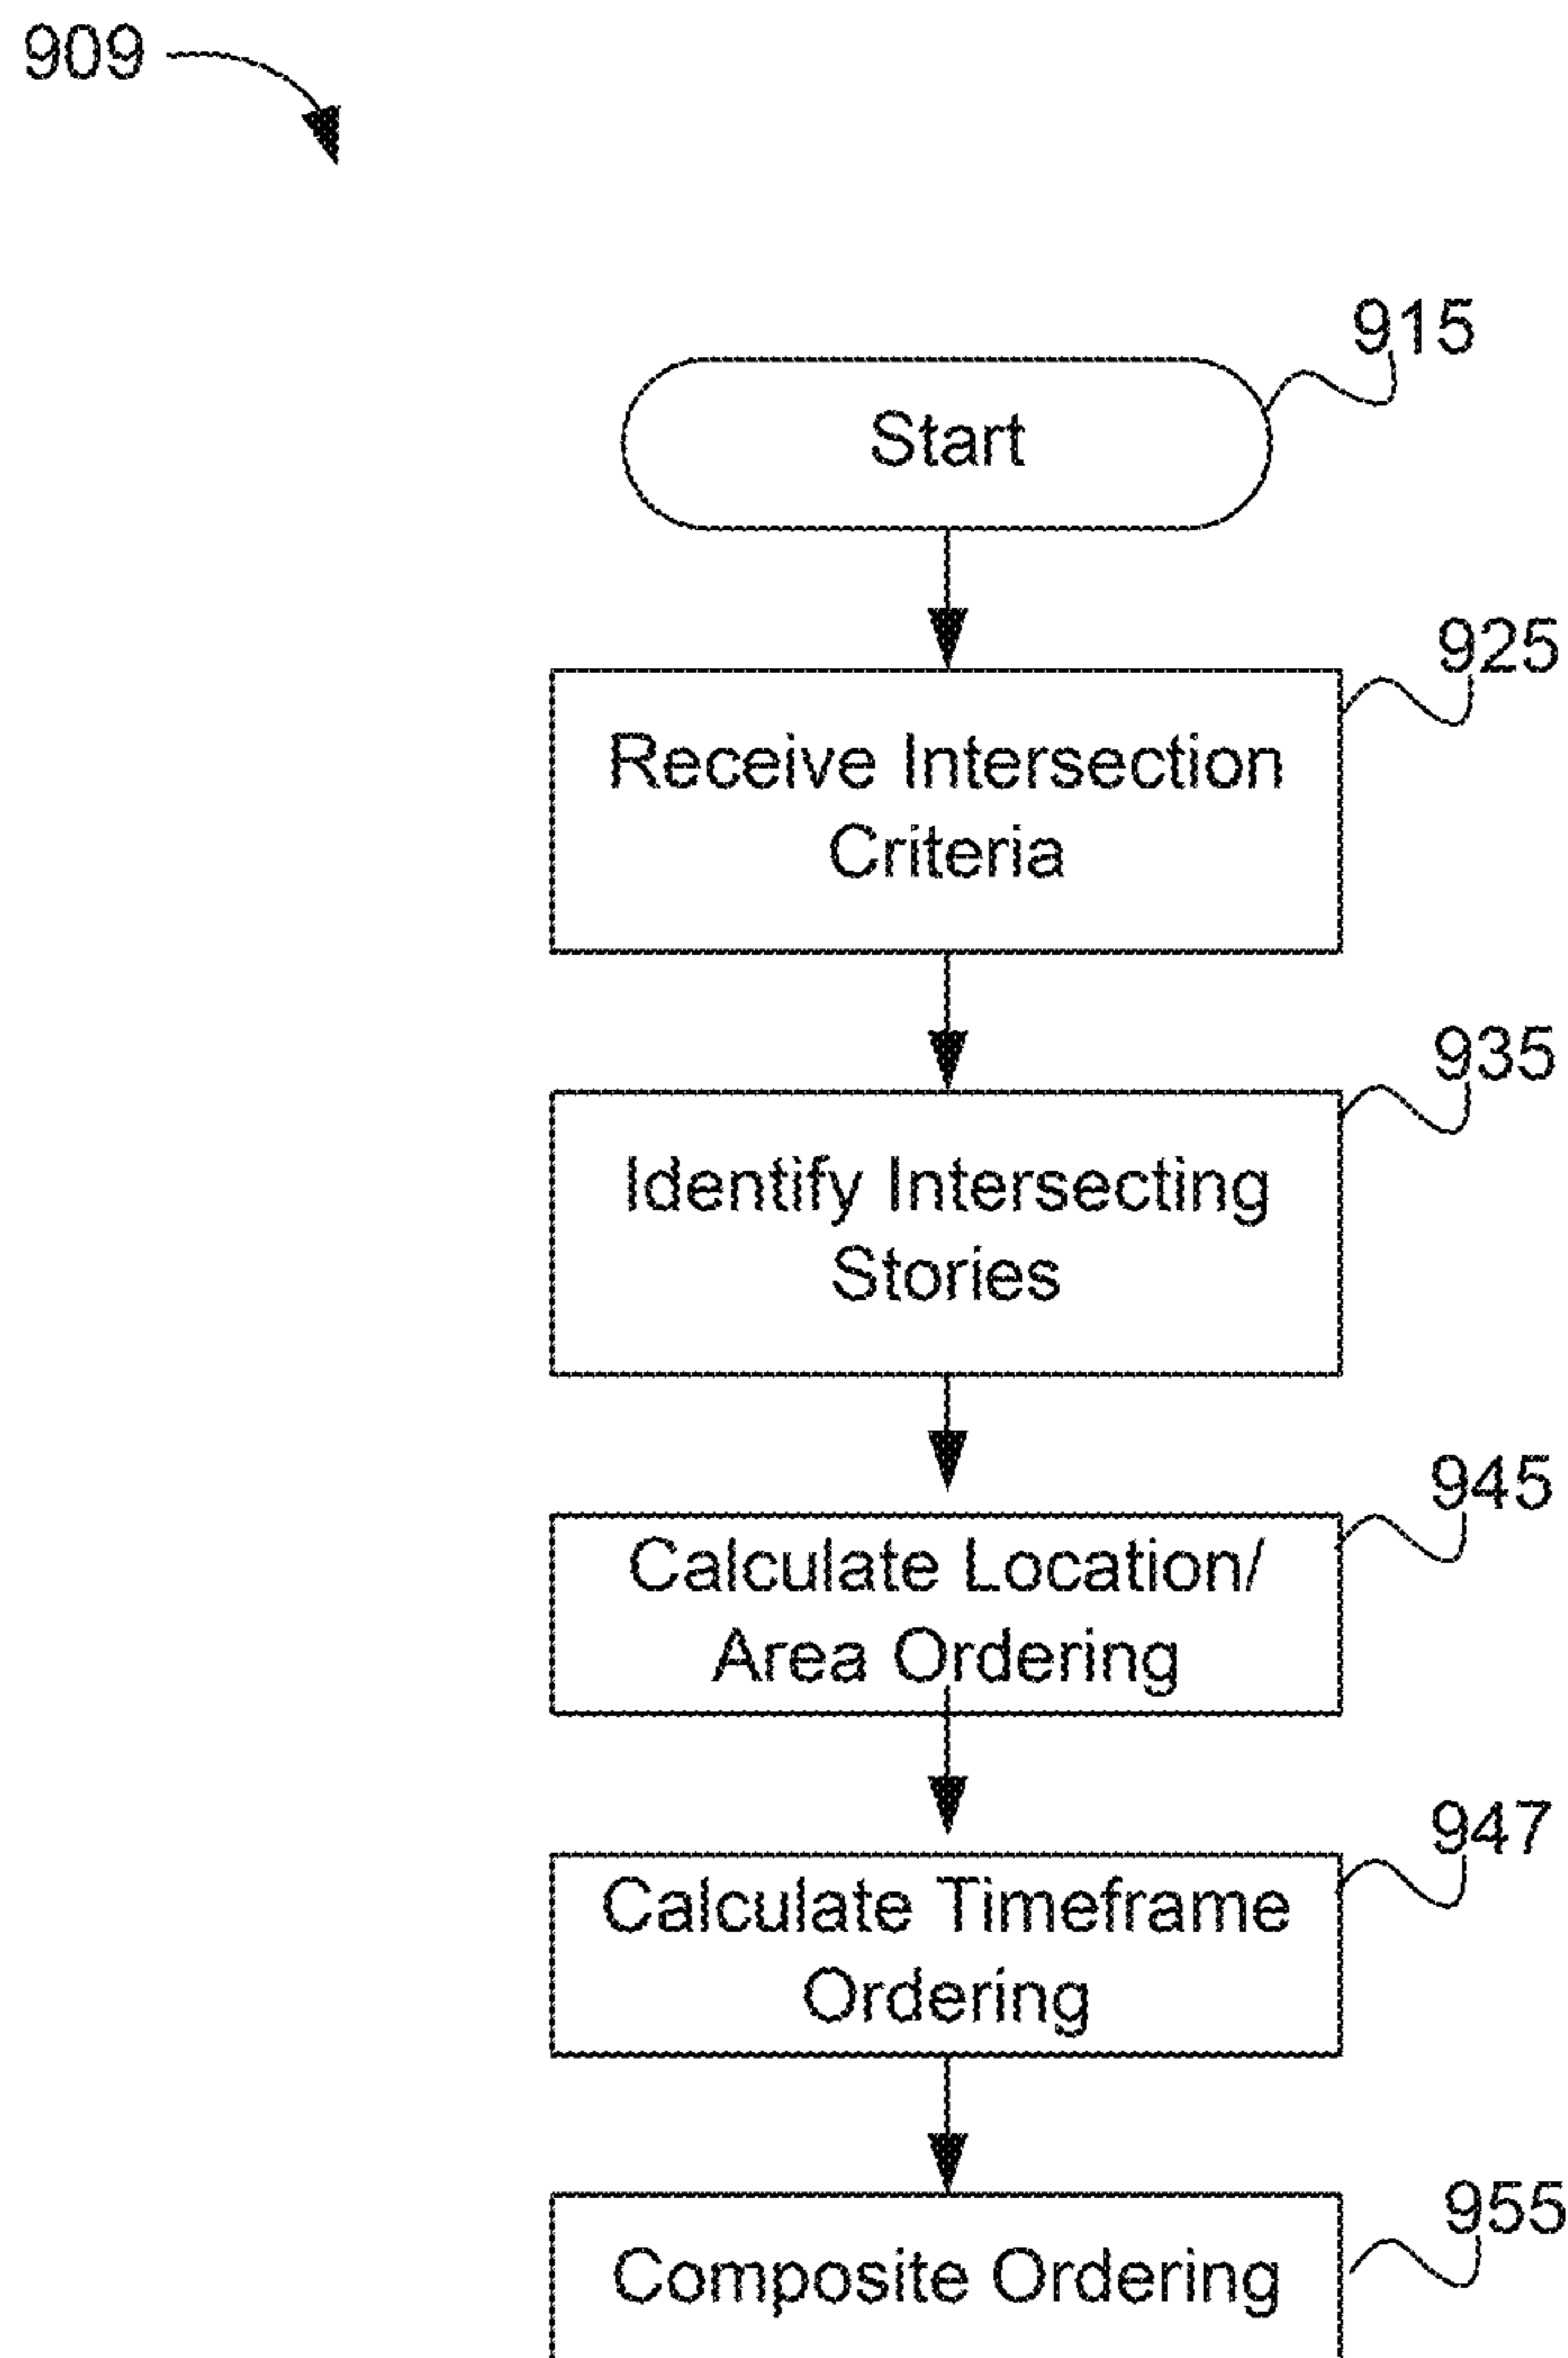 909
915
Start
925
Receive Intersection
Criteria
935
Identify Intersecting
Stories
945
Calculate Location/
Area Ordering
947
Calculate Timeframe
Ordering
955
Composite Ordering